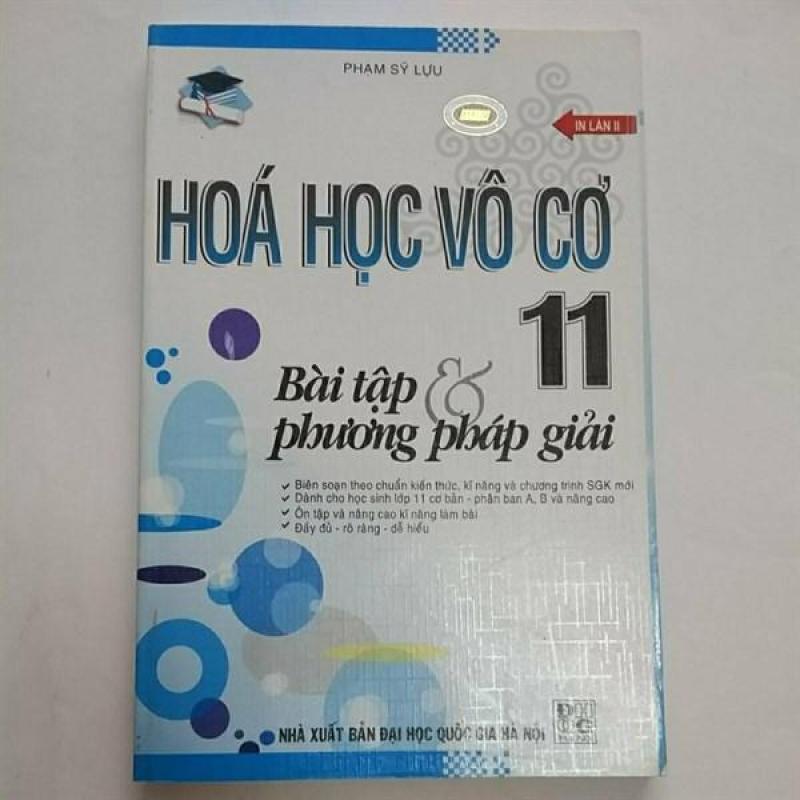 PHẠM SỸ LỰU
IN LẦN II
HOÁ HỌC VÔ CƠ
11
Bài tập &
phương pháp giải
Biên soạn theo chuẩn kiến thức, kĩ năng và chương trình SGK mới
Dành cho học sinh lớp 11 cơ bản - phân ban A, B và nâng cao
Ôn tập và nâng cao kĩ năng làm bài
Đầy đủ - rõ ràng - dễ hiểu
NHÀ XUẤT BẢN ĐẠI HỌC QUỐC GIA HÀ NỘI